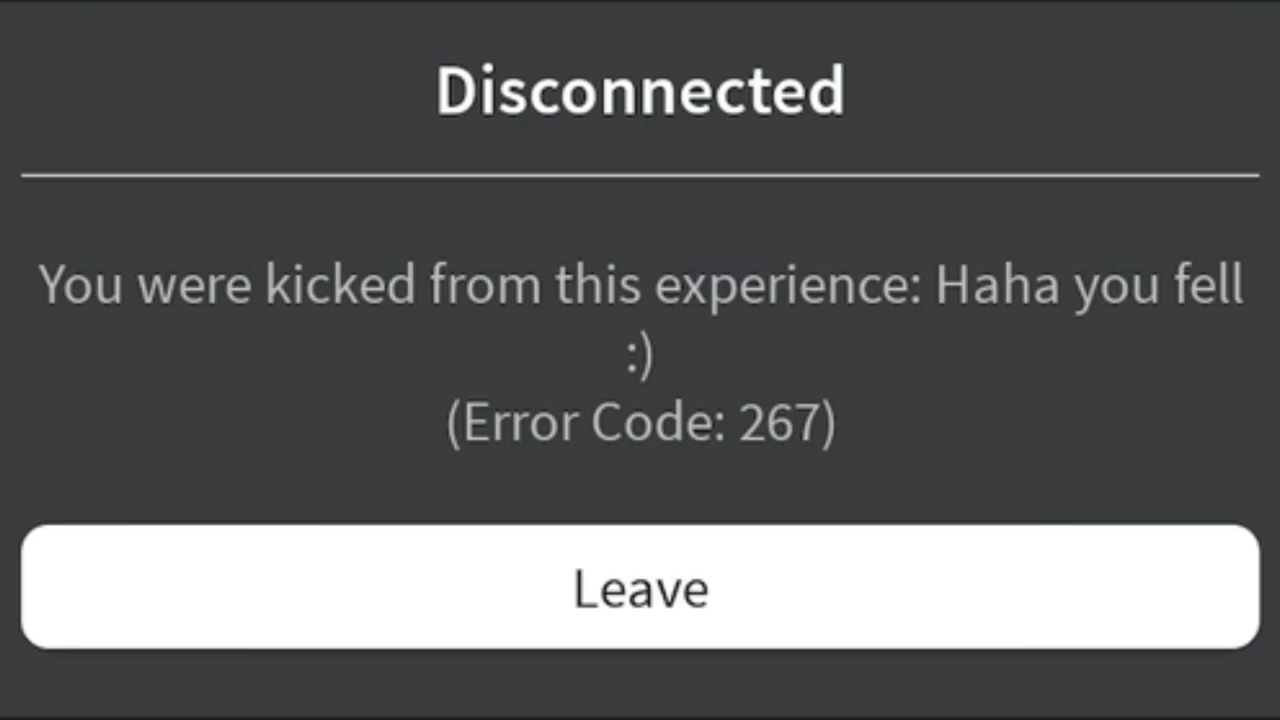 Disconnected
You were kicked from this experience: Haha you fell
:)
(Error Code: 267)
Leave